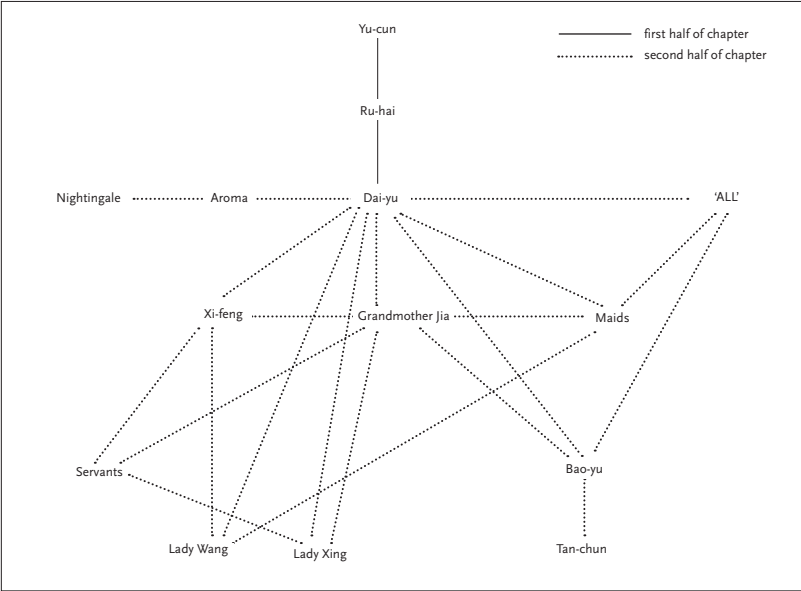 Yu-cun
first half of chapter
second half of chapter
Ru-hai
Nightingale
Aroma
Dai-yu
‘ALL’
Xi-feng
Grandmother Jia
Maids
Servants
Bao-yu
Lady Wang
Lady Xing
Tan-chun